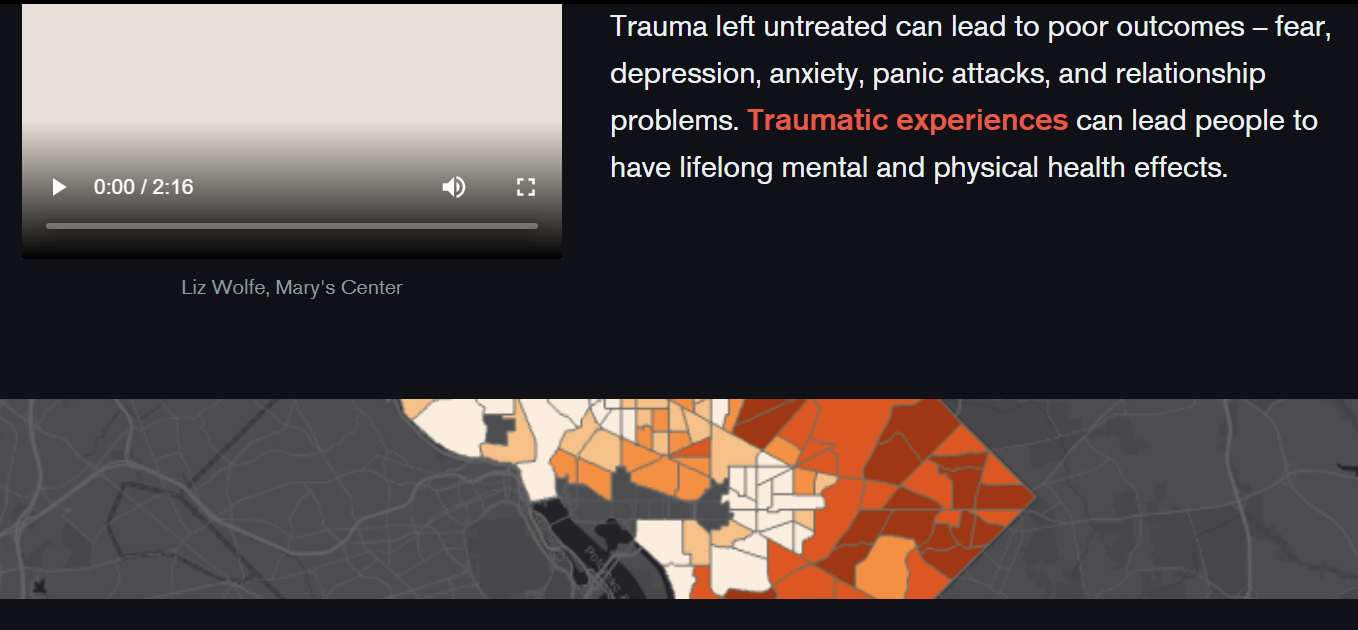 Trauma left untreated can lead to poor outcomes – fear,
depression, anxiety, panic attacks, and relationship
problems. Traumatic experiences can lead people to
have lifelong mental and physical health effects.
0:00 / 2:16
Liz Wolfe, Mary's Center